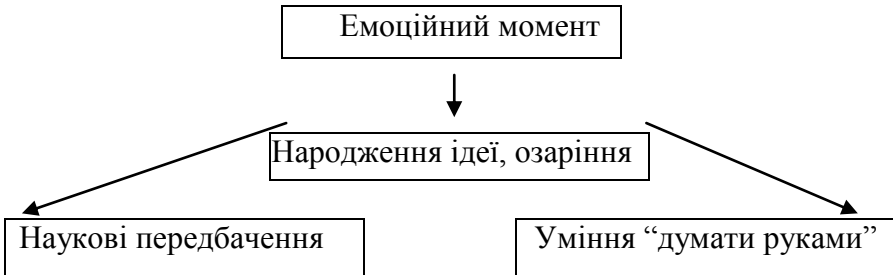 Емоційний момент
Народження ідеї, озаріння
Наукові передбачення
Уміння “думати руками”